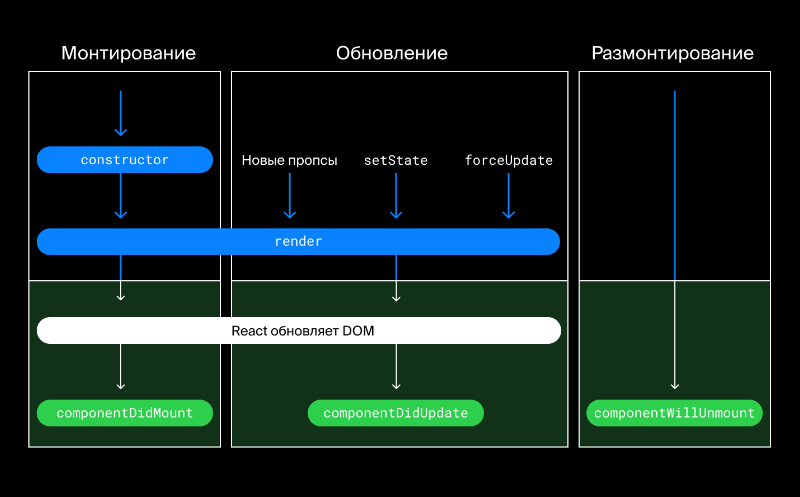 Монтирование
Обновление
Размонтирование
constructor
Новые пропсы
setState
forceUpdate
render
React обновляет DOM
componentDidMount
componentDidUpdate
componentWillUnmount